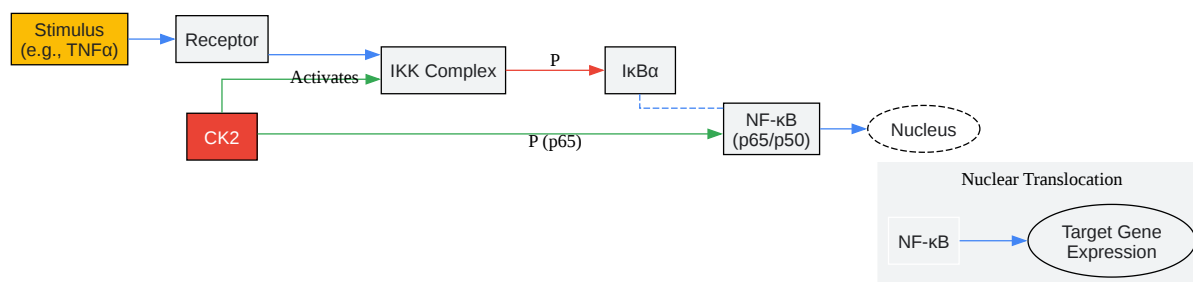 Stimulus
(e.g., TNFα)
Receptor
IKK Complex
P
IκBα
Activates
CK2
P (p65)
NF-κB
(p65/p50)
Nucleus
Nuclear Translocation
NF-κB
Target Gene
Expression